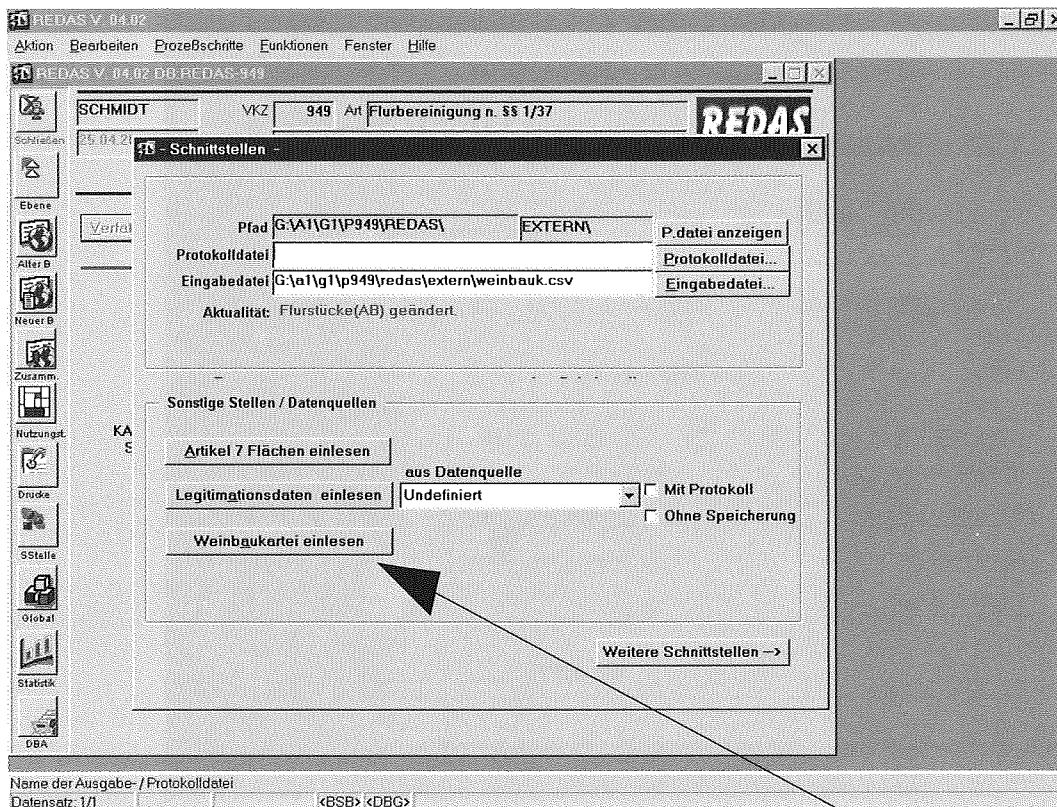 REDAS V. 04.02
Aktion Bearbeiten Prozeßschritte Funktionen Fenster Hilfe
REDAS V. 04.02 DB:REDAS-949
SCHMIDT VKZ 949 Art Flurbereinigung n. §§ 1/37 REDAS
Schließen
25.04.2
- Schnittstellen -
Ebene
Alter B
Neuer B
Zusamm.
Nutzungst.
Drucke
SStelle
Global
Statistik
DBA
Pfad G:\A1\G1\P949\REDAS\ EXTERN\ P.datei anzeigen
Protokolldatei Protokolldatei...
Eingabedatei G:\a1\g1\p949\redas\extern\weinbauk.csv Eingabedatei...
Aktualität: Flurstücke(AB) geändert.
KA
S
Sonstige Stellen / Datenquellen
Artikel 7 Flächen einlesen
aus Datenquelle
Legitimationsdaten einlesen Undefiniert Mit Protokoll
Ohne Speicherung
Weinbaukartei einlesen
Weitere Schnittstellen -->
Name der Ausgabe- / Protokolldatei
Datensatz: 1/1 <BSB> <DBG>